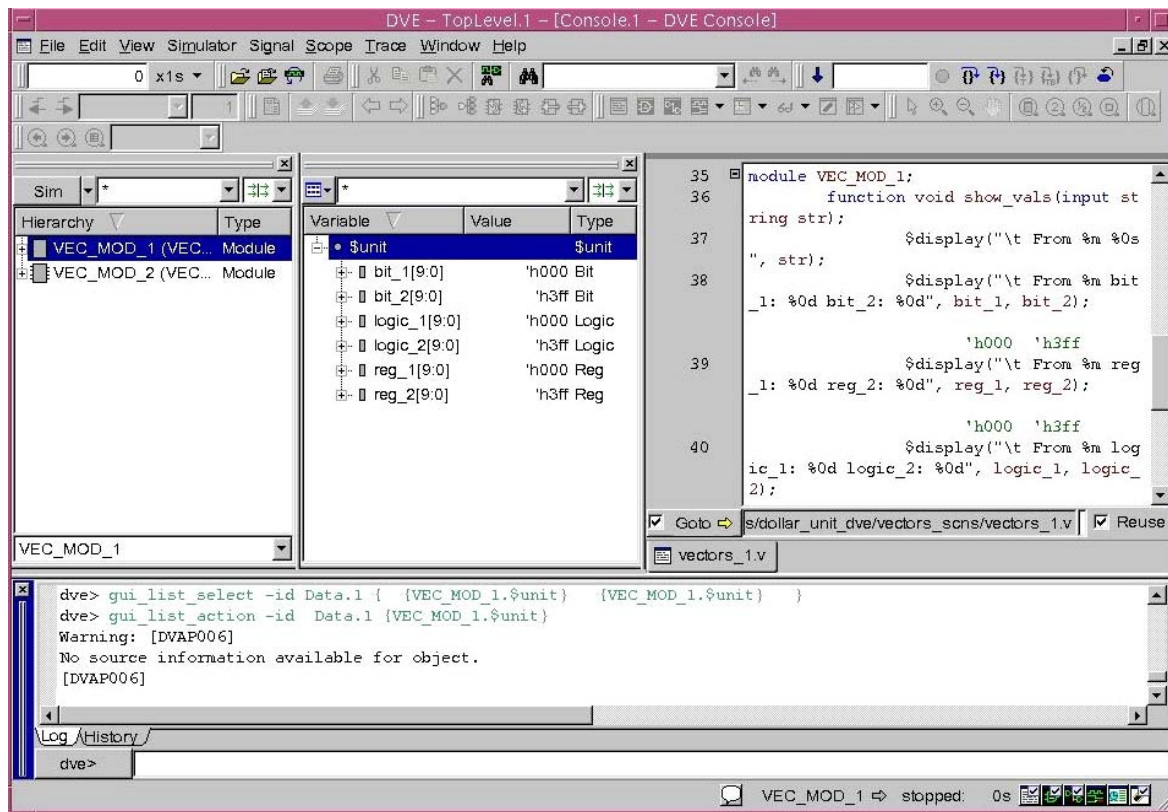 DVE – TopLevel.1 – [Console.1 – DVE Console]
File Edit View Simulator Signal Scope Trace Window Help
0 x1s
1
Sim *
*
Hierarchy Type
VEC_MOD_1 (VEC... Module
VEC_MOD_2 (VEC... Module
VEC_MOD_1
Variable Value Type
$unit $unit
bit_1[9:0] 'h000 Bit
bit_2[9:0] 'h3ff Bit
logic_1[9:0] 'h000 Logic
logic_2[9:0] 'h3ff Logic
reg_1[9:0] 'h000 Reg
reg_2[9:0] 'h3ff Reg
35 module VEC_MOD_1;
36 function void show_vals(input st
ring str);
37 $display("\t From %m %0s
", str);
38 $display("\t From %m bit
_1: %0d bit_2: %0d", bit_1, bit_2);
'h000 'h3ff
39 $display("\t From %m reg
_1: %0d reg_2: %0d", reg_1, reg_2);
'h000 'h3ff
40 $display("\t From %m log
ic_1: %0d logic_2: %0d", logic_1, logic_
2);
Goto s/dollar_unit_dve/vectors_scns/vectors_1.v Reuse
vectors_1.v
dve> gui_list_select -id Data.1 { {VEC_MOD_1.$unit} {VEC_MOD_1.$unit} }
dve> gui_list_action -id Data.1 {VEC_MOD_1.$unit}
Warning: [DVAP006]
No source information available for object.
[DVAP006]
Log History
dve>
VEC_MOD_1 stopped: 0s